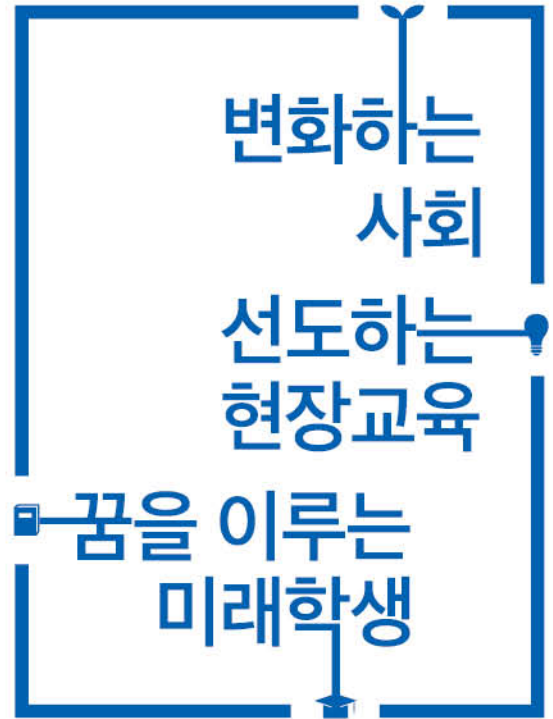 변화하는
사회
선도하는
현장교육
꿈을 이루는
미래학생